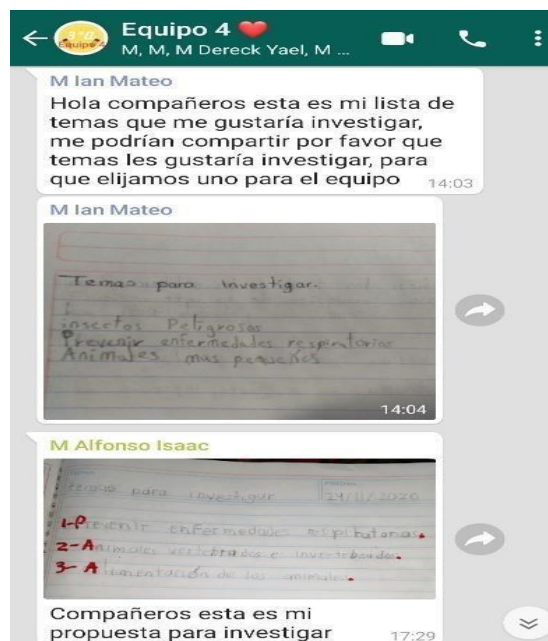 Equipo 4 ❤️
M, M, M Dereck Yael, M ...
M Ian Mateo
Hola compañeros esta es mi lista de
temas que me gustaría investigar,
me podrían compartir por favor que
temas les gustaría investigar, para
que elijamos uno para el equipo 14:03
M Ian Mateo
Temas para investigar.
insectos Peligrosos
Prevenir enfermedades respiratorias
Animales mas pequeños
14:04
M Alfonso Isaac
temas para investigar 24/11/2020
1-Prevenir enfermedades respiratorias.
2-Animales vertebrados e invertebrados.
3- Alimentación de los animales.
Compañeros esta es mi
propuesta para investigar 17:29